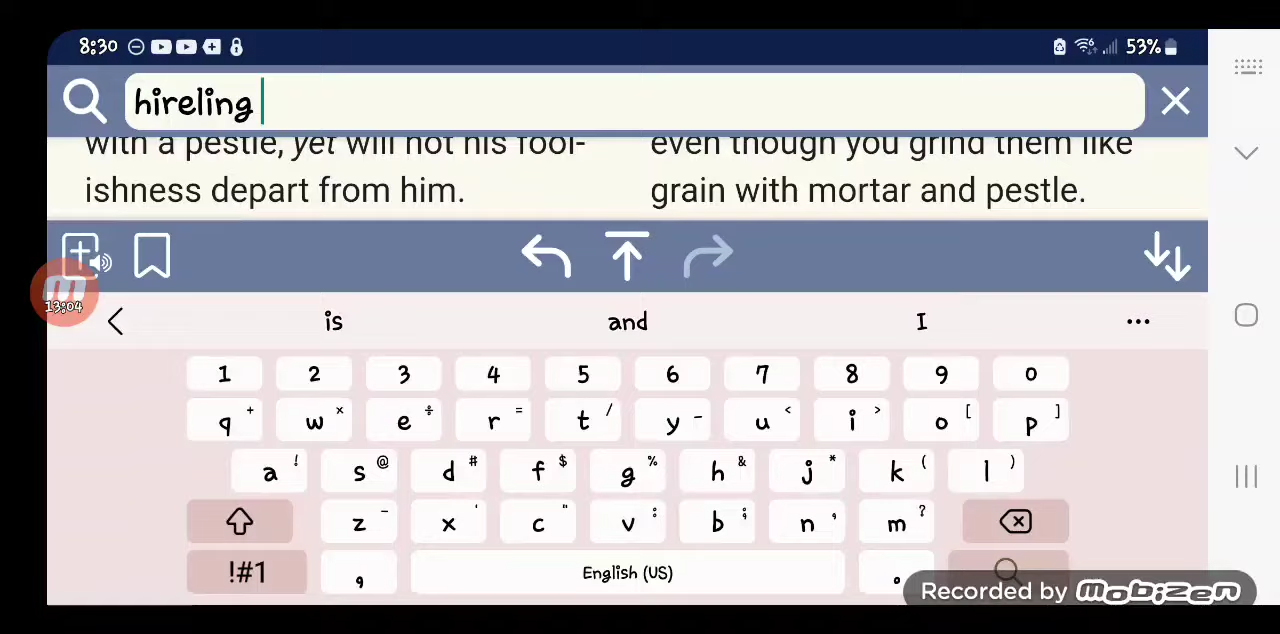 8:30 53%
hireling
with a pestle, yet will not his fool-
ishness depart from him.
even though you grind them like
grain with mortar and pestle.
13:04
is and I ...
1 2 3 4 5 6 7 8 9 0
q + w × e ÷ r = t / y - u < i > o [ p ]
a ! s @ d # f $ g % h & j * k ( l )
z - x ' c " v : b ; n , m ?
!#1 , English (US) .
Recorded by Mobizen